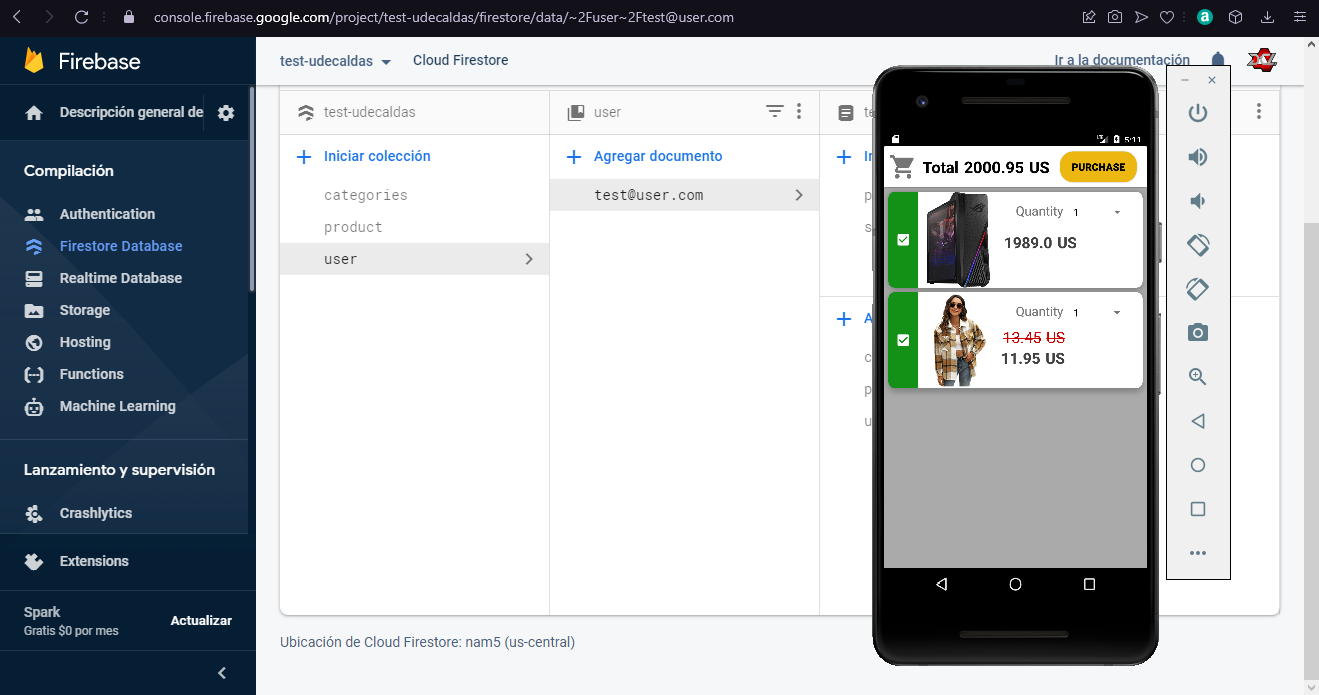 console.firebase.google.com/project/test-udecaldas/firestore/data/~2Fuser~2Ftest@user.com
Firebase
test-udecaldas
Cloud Firestore
Ir a la documentación
Descripción general de
Compilación
Authentication
Firestore Database
Realtime Database
Storage
Hosting
Functions
Machine Learning
Lanzamiento y supervisión
Crashlytics
Extensions
Spark
Gratis $0 por mes
Actualizar
test-udecaldas
Iniciar colección
categories
product
user
user
Agregar documento
test@user.com
Ubicación de Cloud Firestore: nam5 (us-central)
5:11
Total 2000.95 US
PURCHASE
Quantity 1
1989.0 US
Quantity 1
13.45 US
11.95 US